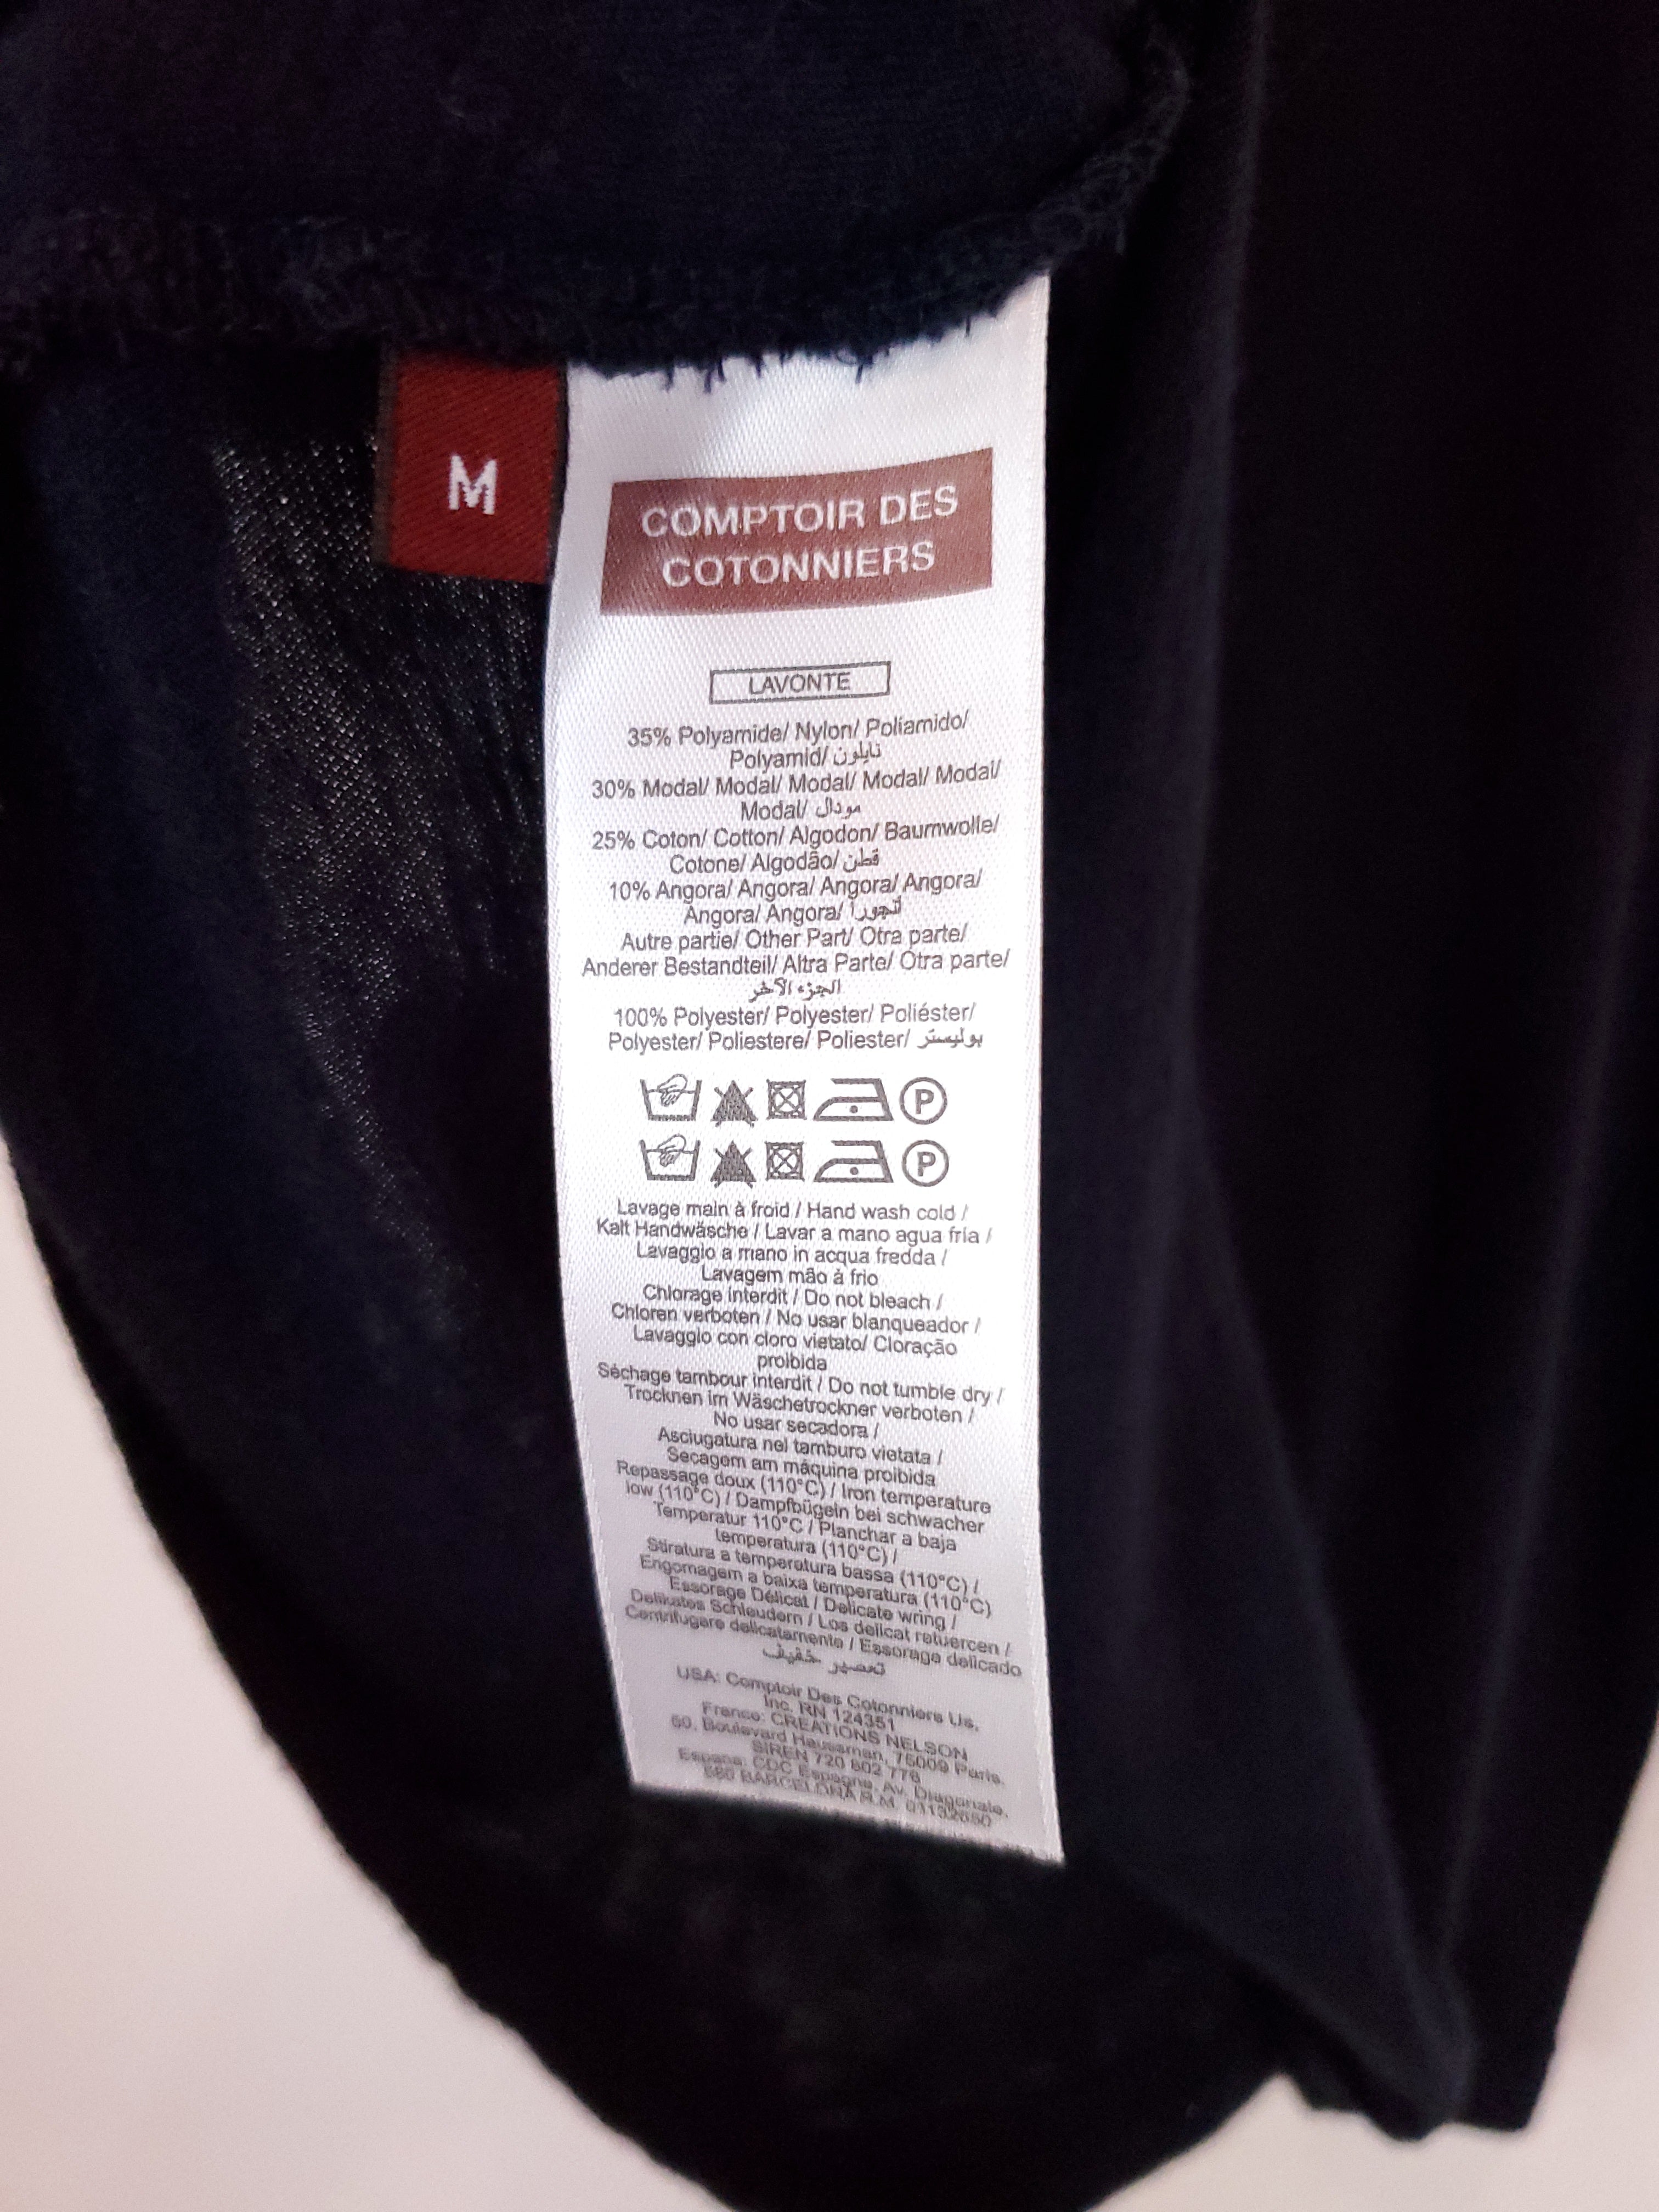 M
COMPTOIR DES
COTONNIERS
LAVONTE
35% Polyamide/ Nylon/ Poliamido/
Polyamid/ نايلون
30% Modal/ Modal/ Modal/ Modal/ Modal/
Modal/ مودال
25% Coton/ Cotton/ Algodon/ Baumwolle/
Cotone/ Algodão/ قطن
10% Angora/ Angora/ Angora/ Angora/
Angora/ Angora/ أنجورا
Autre partie/ Other Part/ Otra parte/
Anderer Bestandteil/ Altra Parte/ Otra parte/
الجزء الآخر
100% Polyester/ Polyester/ Poliéster/
Polyester/ Poliestere/ Poliester/ بوليستر
P
P
Lavage main à froid / Hand wash cold /
Kalt Handwäsche / Lavar a mano agua fría /
Lavaggio a mano in acqua fredda /
Lavagem mão à frio
Chlorage interdit / Do not bleach /
Chloren verboten / No usar blanqueador /
Lavaggio con cloro vietato/ Cloração
proibida
Séchage tambour interdit / Do not tumble dry /
Trocknen im Wäschetrockner verboten /
No usar secadora /
Asciugatura nel tamburo vietata /
Secagem am máquina proibida
Repassage doux (110°C) / Iron temperature
low (110°C) / Dampfbügeln bei schwacher
Temperatur 110°C / Planchar a baja
temperatura (110°C) /
Stiratura a temperatura bassa (110°C) /
Engomagem a baixa temperatura (110°C)
Essorage Délicat / Delicate wring /
Delikates Schleudern / Los delicat retuercen /
Centrifugare delicatamente / Essorage delicado
تعصير خفيف
USA: Comptoir Des Cotonniers Us,
Inc. RN 124351
France: CREATIONS NELSON
60, Boulevard Haussman, 75009 Paris.
SIREN 720 602 776
Espana: CDC Espagne, Av. Diagonale,
BARCELONA R.M.